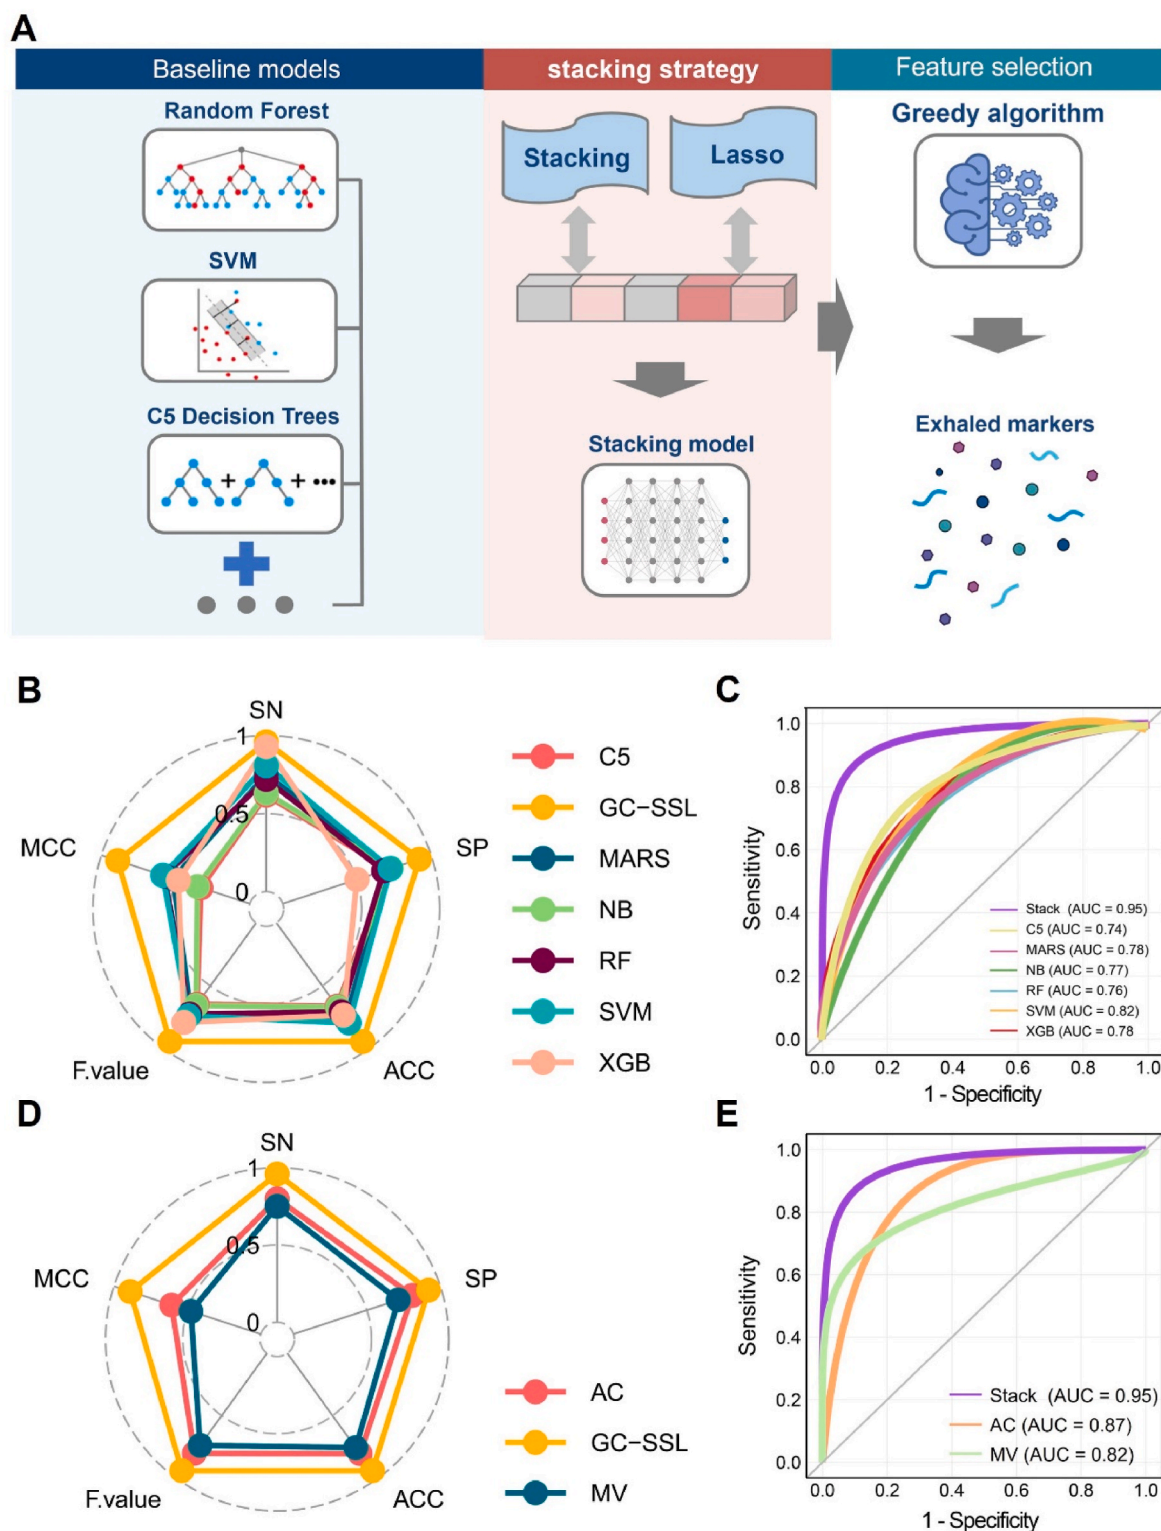 A
Baseline models
stacking strategy
Feature selection
Random Forest
SVM
C5 Decision Trees
+
+
Stacking
Lasso
Stacking model
Greedy algorithm
Exhaled markers
B
SN
1
0.5
0
MCC
SP
F.value
ACC
C5
GC-SSL
MARS
NB
RF
SVM
XGB
C
Sensitivity
1.0
0.8
0.6
0.4
0.2
0.0
Stack (AUC = 0.95)
C5 (AUC = 0.74)
MARS (AUC = 0.78)
NB (AUC = 0.77)
RF (AUC = 0.76)
SVM (AUC = 0.82)
XGB (AUC = 0.78
0.0 0.2 0.4 0.6 0.8 1.0
1 - Specificity
D
SN
1
0.5
0
MCC
SP
F.value
ACC
AC
GC-SSL
MV
E
Sensitivity
1.0
0.8
0.6
0.4
0.2
0.0
Stack (AUC = 0.95)
AC (AUC = 0.87)
MV (AUC = 0.82)
0.0 0.2 0.4 0.6 0.8 1.0
1 - Specificity